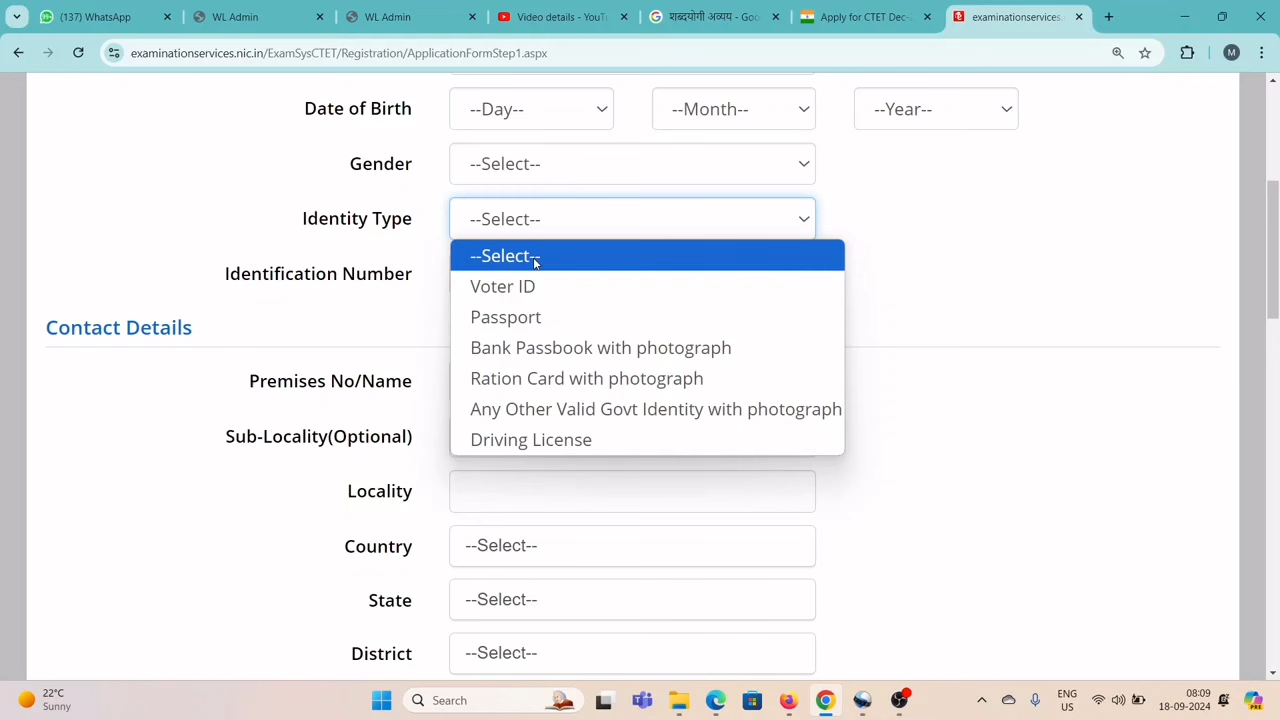 (137) WhatsApp
WL Admin
WL Admin
Video details - YouT
शब्दयोगी अव्यय - Goo
Apply for CTET Dec-2
examinationservices.
examinationservices.nic.in/ExamSysCTET/Registration/ApplicationFormStep1.aspx
M
Date of Birth
--Day--
--Month--
--Year--
Gender
--Select--
Identity Type
--Select--
--Select--
Identification Number
Voter ID
Passport
Contact Details
Bank Passbook with photograph
Premises No/Name
Ration Card with photograph
Any Other Valid Govt Identity with photograph
Sub-Locality(Optional)
Driving License
Locality
Country
--Select--
State
--Select--
District
--Select--
22°C
Sunny
Search
ENG
US
08:09
18-09-2024